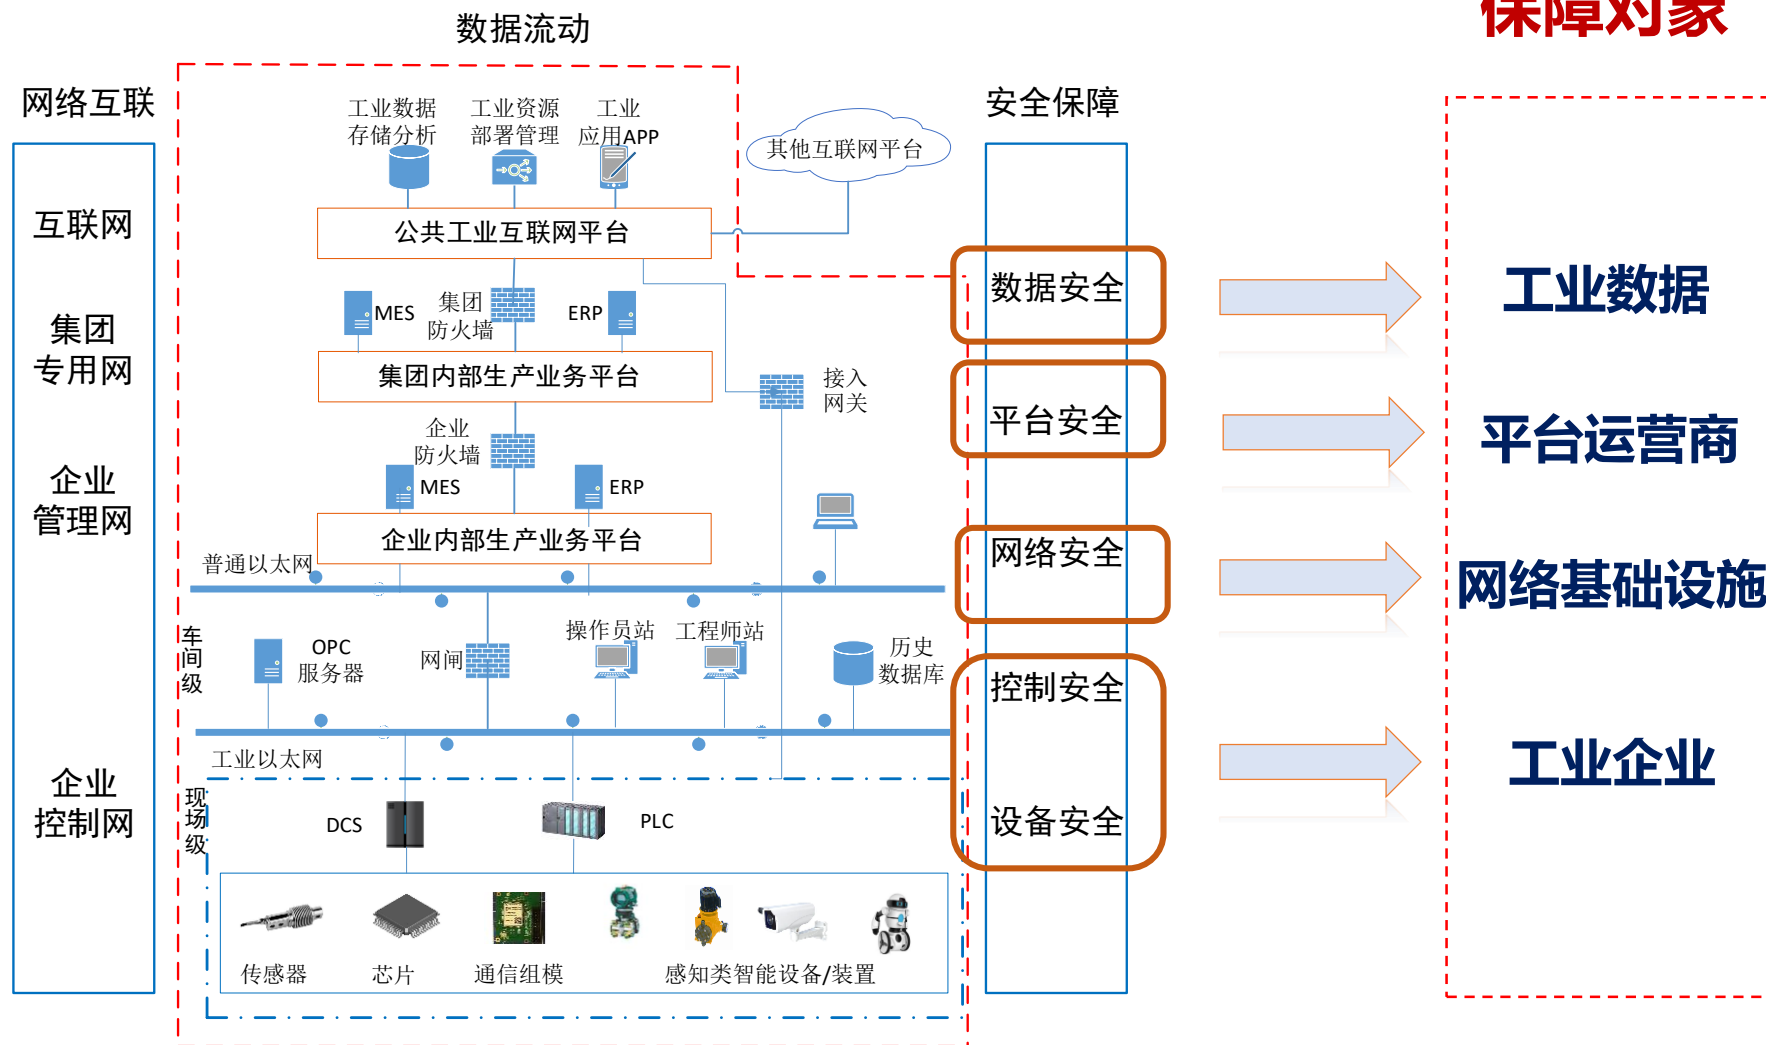 保障对象
数据流动
网络互联
安全保障
工业数据
存储分析
工业资源
部署管理
工业
应用APP
其他互联网平台
互联网
公共工业互联网平台
数据安全
工业数据
集团
专用网
MES
集团
防火墙
ERP
集团内部生产业务平台
接入
网关
平台安全
平台运营商
企业
防火墙
企业
管理网
MES
ERP
企业内部生产业务平台
普通以太网
网络安全
网络基础设施
车间级
OPC
服务器
网闸
操作员站
工程师站
历史
数据库
控制安全
工业以太网
工业企业
企业
控制网
现场级
DCS
PLC
设备安全
传感器
芯片
通信组模
感知类智能设备/装置